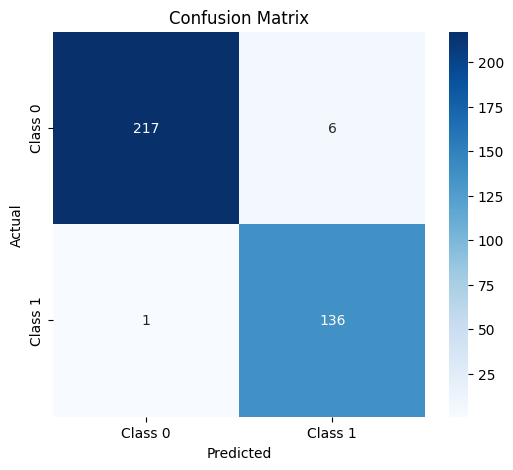 Confusion Matrix
Actual
Class 0
217
6
Class 1
1
136
Class 0
Class 1
Predicted
200
175
150
125
100
75
50
25